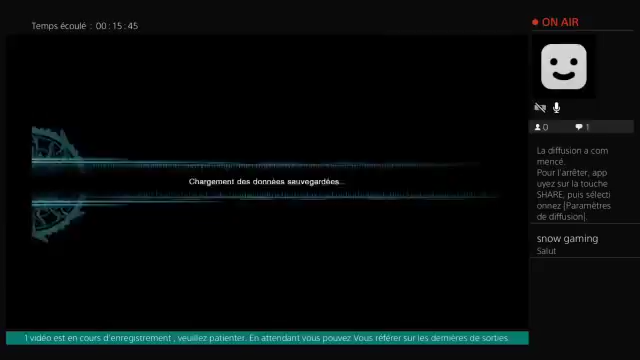 Temps écoulé : 00:15:45
ON AIR
0
1
La diffusion a com
mencé.
Pour l'arrêter, app
uyez sur la touche
SHARE, puis sélecti
onnez [Paramètres
de diffusion].
snow gaming
Salut
Chargement des données sauvegardées...
1 vidéo est en cours d'enregistrement , veuillez patienter. En attendant vous pouvez Vous référer sur les dernières de sorties.